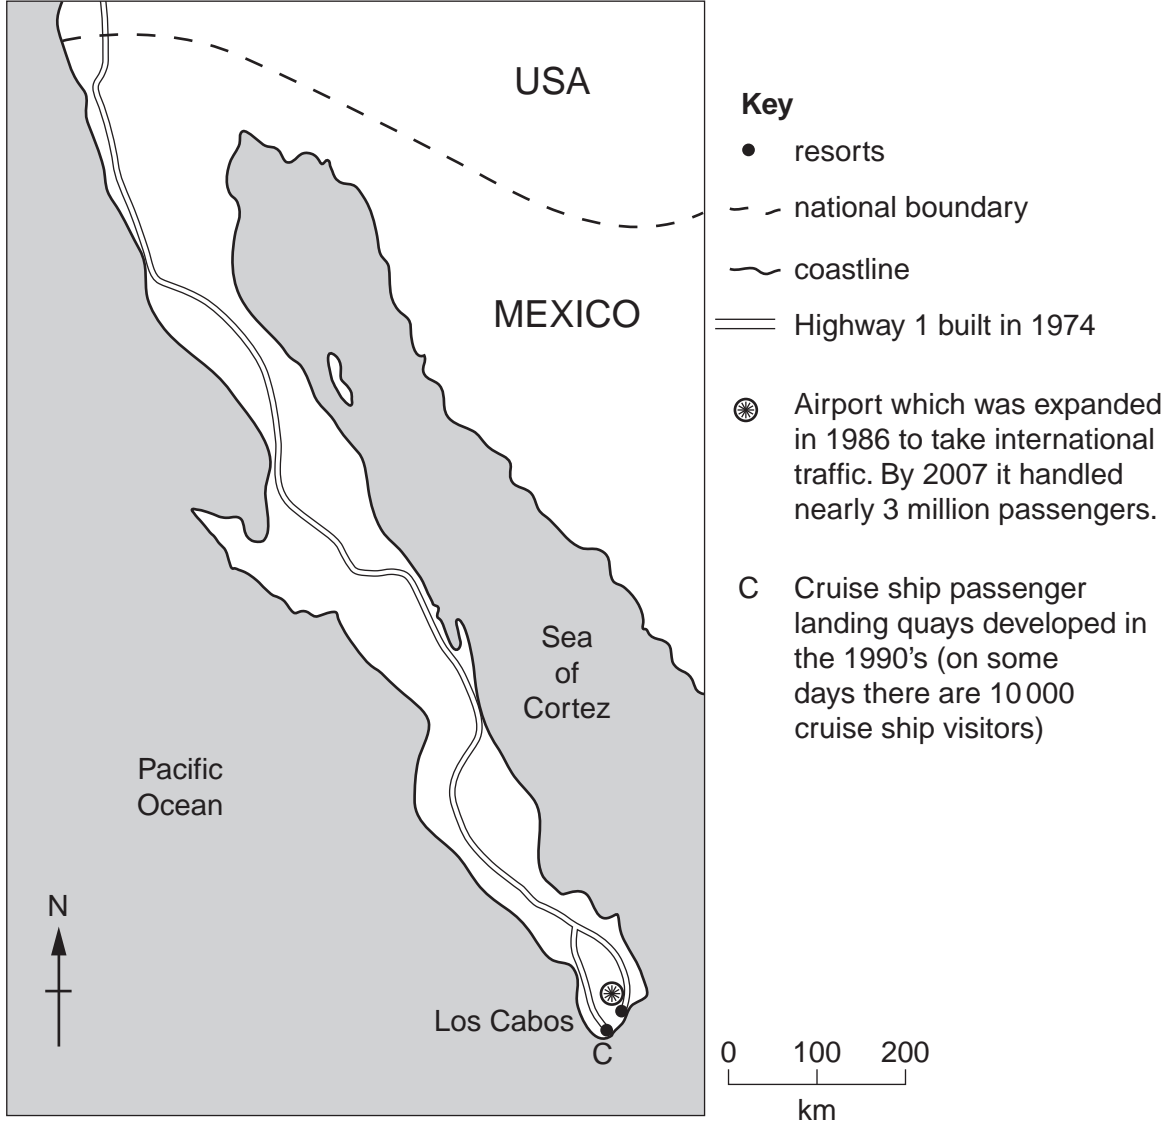 USA
MEXICO
Sea
of
Cortez
Pacific
Ocean
N
Los Cabos
C
Key
resorts
national boundary
coastline
Highway 1 built in 1974
Airport which was expanded
in 1986 to take international
traffic. By 2007 it handled
nearly 3 million passengers.
C Cruise ship passenger
landing quays developed in
the 1990’s (on some
days there are 10 000
cruise ship visitors)
0 100 200
km